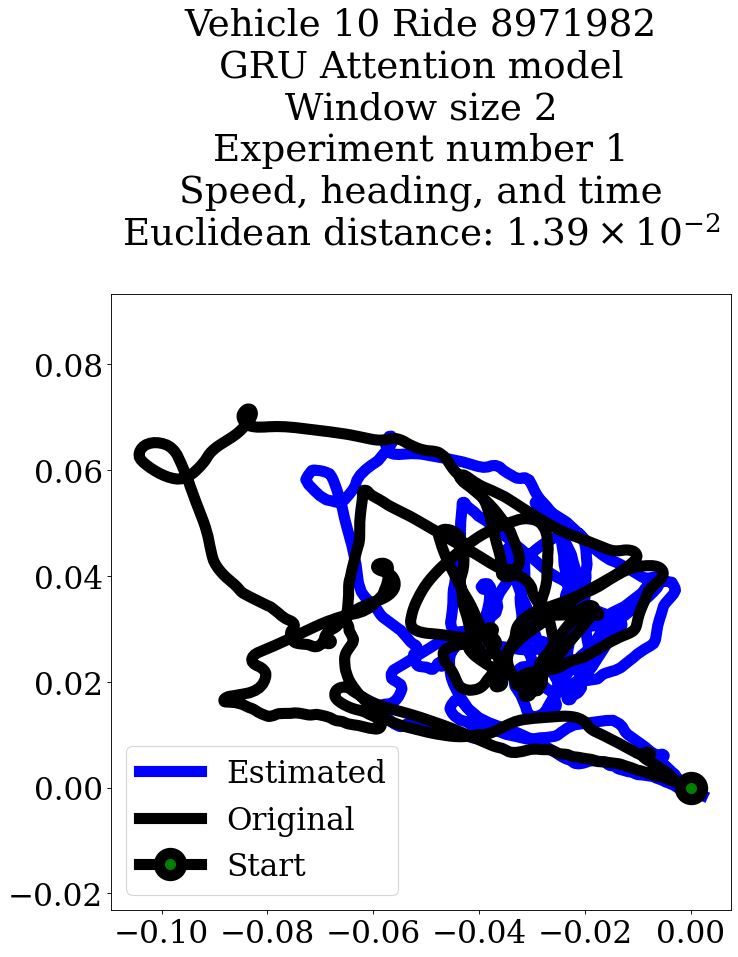 Vehicle 10 Ride 8971982
GRU Attention model
Window size 2
Experiment number 1
Speed, heading, and time
Euclidean distance: 1.39 × 10⁻²
0.08
0.06
0.04
0.02
0.00
−0.02
Estimated
Original
Start
−0.10 −0.08 −0.06 −0.04 −0.02 0.00